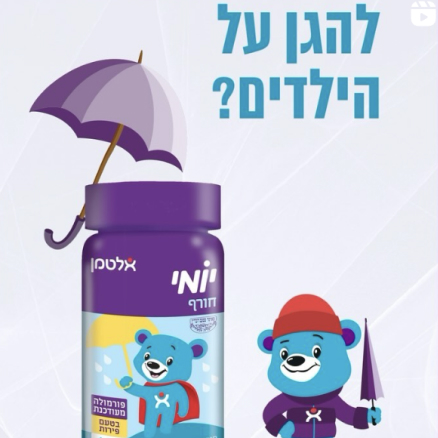 להגן על
הילדים?
אלטמן
יומי
חורף
פורמולה
מעודכנת
בטעם
פירות